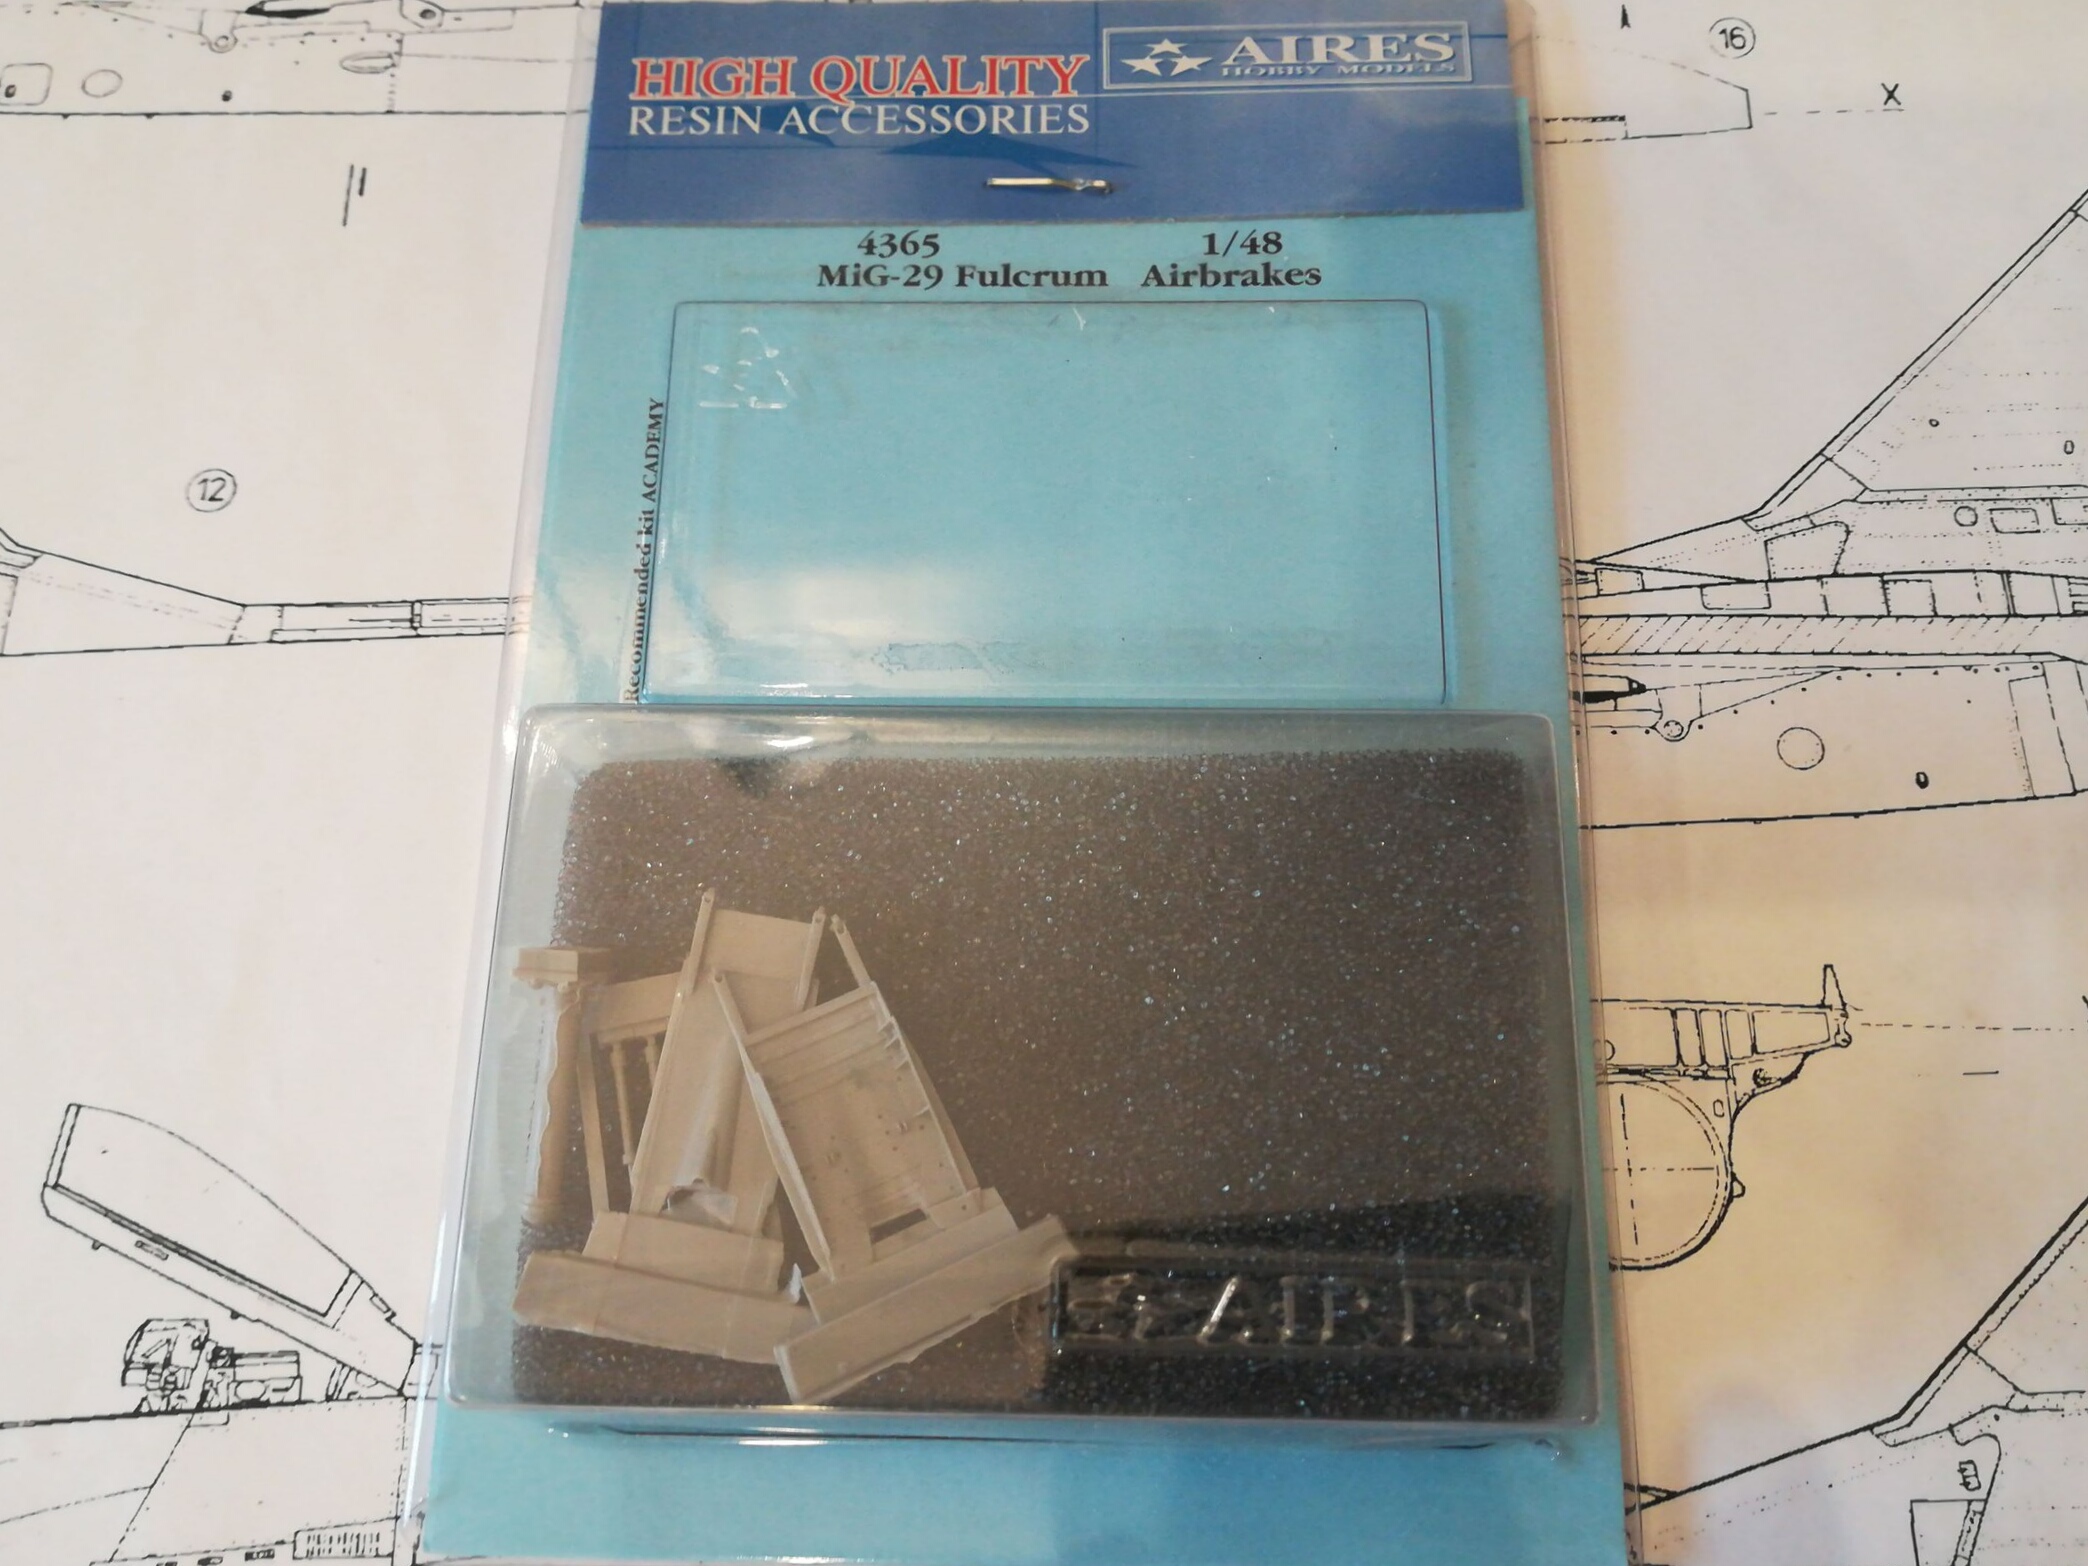 HIGH QUALITY
RESIN ACCESSORIES
AIRES
HOBBY MODELS
4365 1/48
MiG-29 Fulcrum Airbrakes
Recommended kit ACADEMY
AIRES
12
16
X